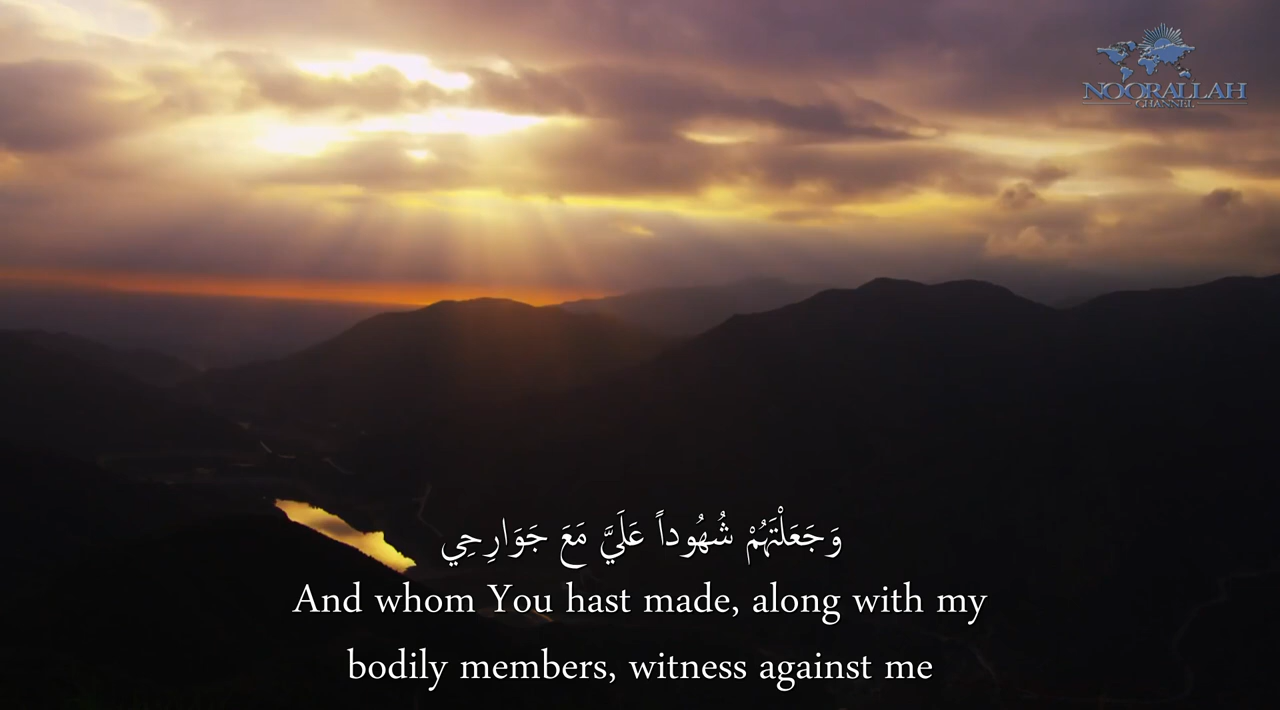 NOORALLAH
CHANNEL
وَجَعَلْتَهُمْ شُهُوداً عَلَيَّ مَعَ جَوَارِحِي
And whom You hast made, along with my
bodily members, witness against me